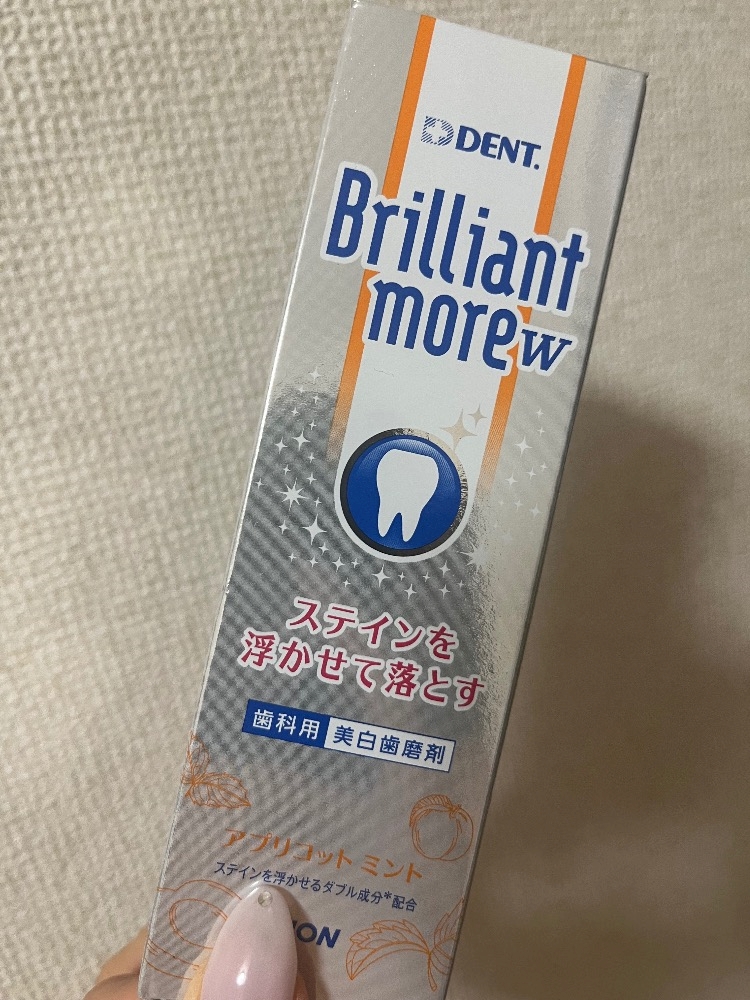 DENT.
Brilliant
more W
ステインを
浮かせて落とす
歯科用 美白歯磨剤
アプリコット ミント
ステインを浮かせるダブル成分*配合